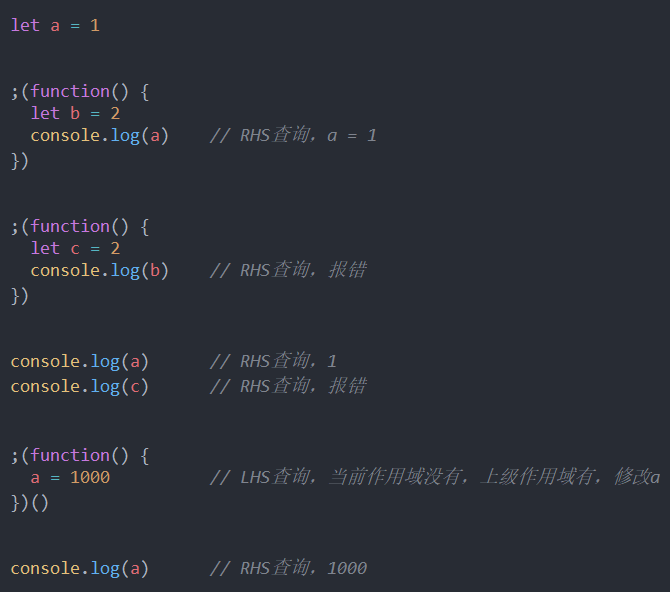 let a = 1
;(function() {
  let b = 2
  console.log(a)    // RHS查询，a = 1
})
;(function() {
  let c = 2
  console.log(b)    // RHS查询，报错
})
console.log(a)      // RHS查询，1
console.log(c)      // RHS查询，报错
;(function() {
  a = 1000          // LHS查询，当前作用域没有，上级作用域有，修改a
})()
console.log(a)      // RHS查询，1000